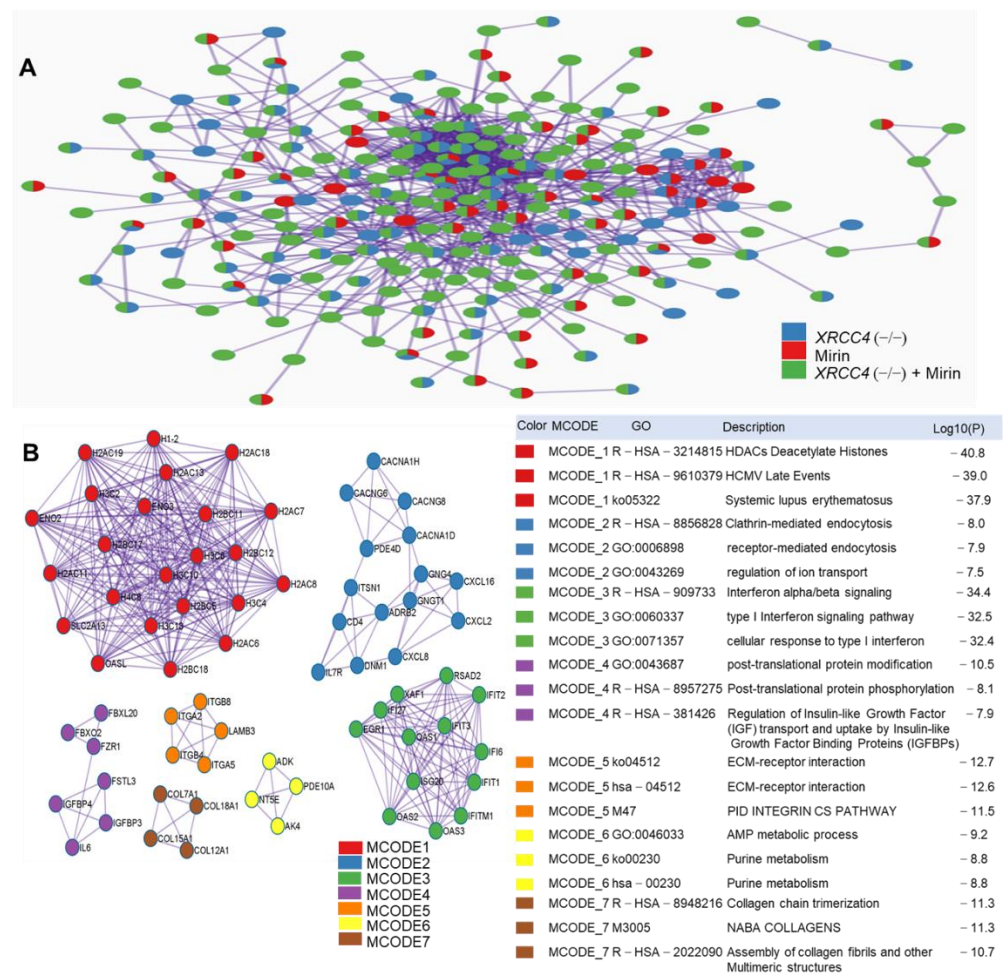 A
XRCC4 (−/−)
Mirin
XRCC4 (−/−) + Mirin
B
H1-2
H2AC19
H2AC18
H2AC13
H3C2
ENO3
H2BC11
H2AC7
ENO2
H2BC17
H3C6
H2BC12
H2AC11
H3C10
H2AC8
H4C8
H2BC5
H3C4
SLC2A13
H3C13
H2AC6
OASL
H2BC18
CACNA1H
CACNG6
CACNG8
CACNA1D
PDE4D
GNG4
CXCL16
ITSN1
GNGT1
ADRB2
CD4
CXCL2
CXCL8
IL7R
DNM1
FBXL20
FBXO2
FZR1
FSTL3
IGFBP4
IGFBP3
IL6
ITGB8
ITGA2
LAMB3
ITGB4
ITGA5
COL7A1
COL18A1
COL15A1
COL12A1
ADK
PDE10A
NT5E
AK4
RSAD2
XAF1
IFIT2
IFI27
EGR1
OAS1
IFIT3
IFI6
ISG20
IFIT1
OAS2
IFITM1
OAS3
MCODE1
MCODE2
MCODE3
MCODE4
MCODE5
MCODE6
MCODE7
Color MCODE GO Description Log10(P)
MCODE_1 R − HSA − 3214815 HDACs Deacetylate Histones − 40.8
MCODE_1 R − HSA − 9610379 HCMV Late Events − 39.0
MCODE_1 ko05322 Systemic lupus erythematosus − 37.9
MCODE_2 R − HSA − 8856828 Clathrin-mediated endocytosis − 8.0
MCODE_2 GO:0006898 receptor-mediated endocytosis − 7.9
MCODE_2 GO:0043269 regulation of ion transport − 7.5
MCODE_3 R − HSA − 909733 Interferon alpha/beta signaling − 34.4
MCODE_3 GO:0060337 type I Interferon signaling pathway − 32.5
MCODE_3 GO:0071357 cellular response to type I interferon − 32.4
MCODE_4 GO:0043687 post-translational protein modification − 10.5
MCODE_4 R − HSA − 8957275 Post-translational protein phosphorylation − 8.1
MCODE_4 R − HSA − 381426 Regulation of Insulin-like Growth Factor − 7.9
(IGF) transport and uptake by Insulin-like
Growth Factor Binding Proteins (IGFBPs)
MCODE_5 ko04512 ECM-receptor interaction − 12.7
MCODE_5 hsa − 04512 ECM-receptor interaction − 12.6
MCODE_5 M47 PID INTEGRIN CS PATHWAY − 11.5
MCODE_6 GO:0046033 AMP metabolic process − 9.2
MCODE_6 ko00230 Purine metabolism − 8.8
MCODE_6 hsa − 00230 Purine metabolism − 8.8
MCODE_7 R − HSA − 8948216 Collagen chain trimerization − 11.3
MCODE_7 M3005 NABA COLLAGENS − 11.3
MCODE_7 R − HSA − 2022090 Assembly of collagen fibrils and other − 10.7
Multimeric structures